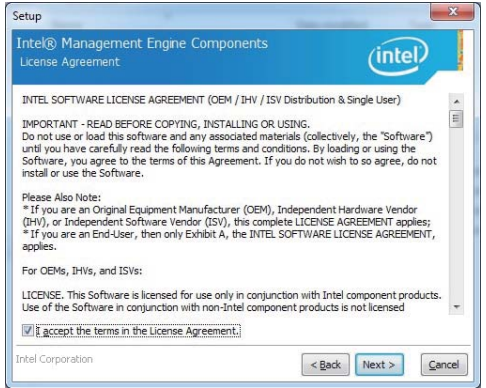 Setup
Intel® Management Engine Components
License Agreement
intel
INTEL SOFTWARE LICENSE AGREEMENT (OEM / IHV / ISV Distribution & Single User)
IMPORTANT - READ BEFORE COPYING, INSTALLING OR USING.
Do not use or load this software and any associated materials (collectively, the "Software")
until you have carefully read the following terms and conditions. By loading or using the
Software, you agree to the terms of this Agreement. If you do not wish to so agree, do not
install or use the Software.
Please Also Note:
* If you are an Original Equipment Manufacturer (OEM), Independent Hardware Vendor
(IHV), or Independent Software Vendor (ISV), this complete LICENSE AGREEMENT applies;
* If you are an End-User, then only Exhibit A, the INTEL SOFTWARE LICENSE AGREEMENT,
applies.
For OEMs, IHVs, and ISVs:
LICENSE. This Software is licensed for use only in conjunction with Intel component products.
Use of the Software in conjunction with non-Intel component products is not licensed
I accept the terms in the License Agreement.
Intel Corporation
< Back
Next >
Cancel